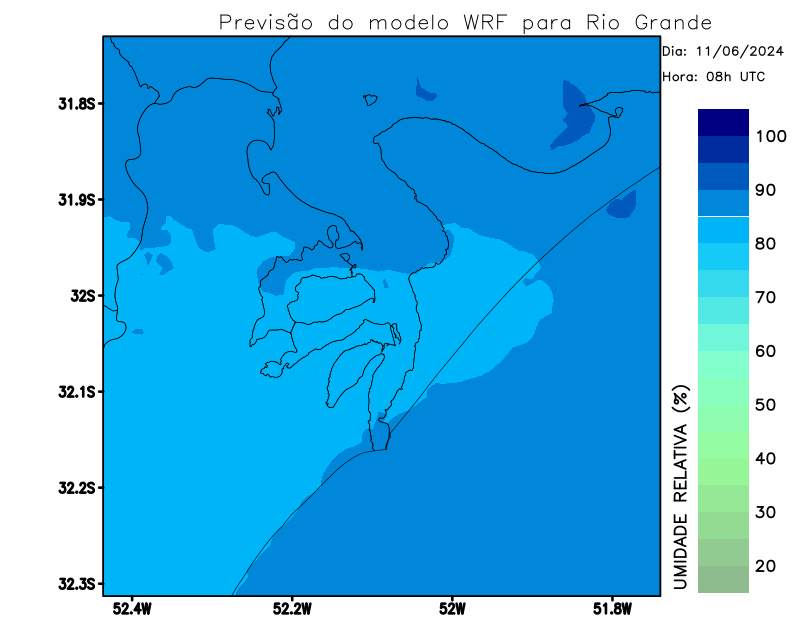 Previsão do modelo WRF para Rio Grande
Dia: 11/06/2024
Hora: 08h UTC
31.8S
31.9S
32S
32.1S
32.2S
32.3S
52.4W
52.2W
52W
51.8W
UMIDADE RELATIVA (%)
100
90
80
70
60
50
40
30
20